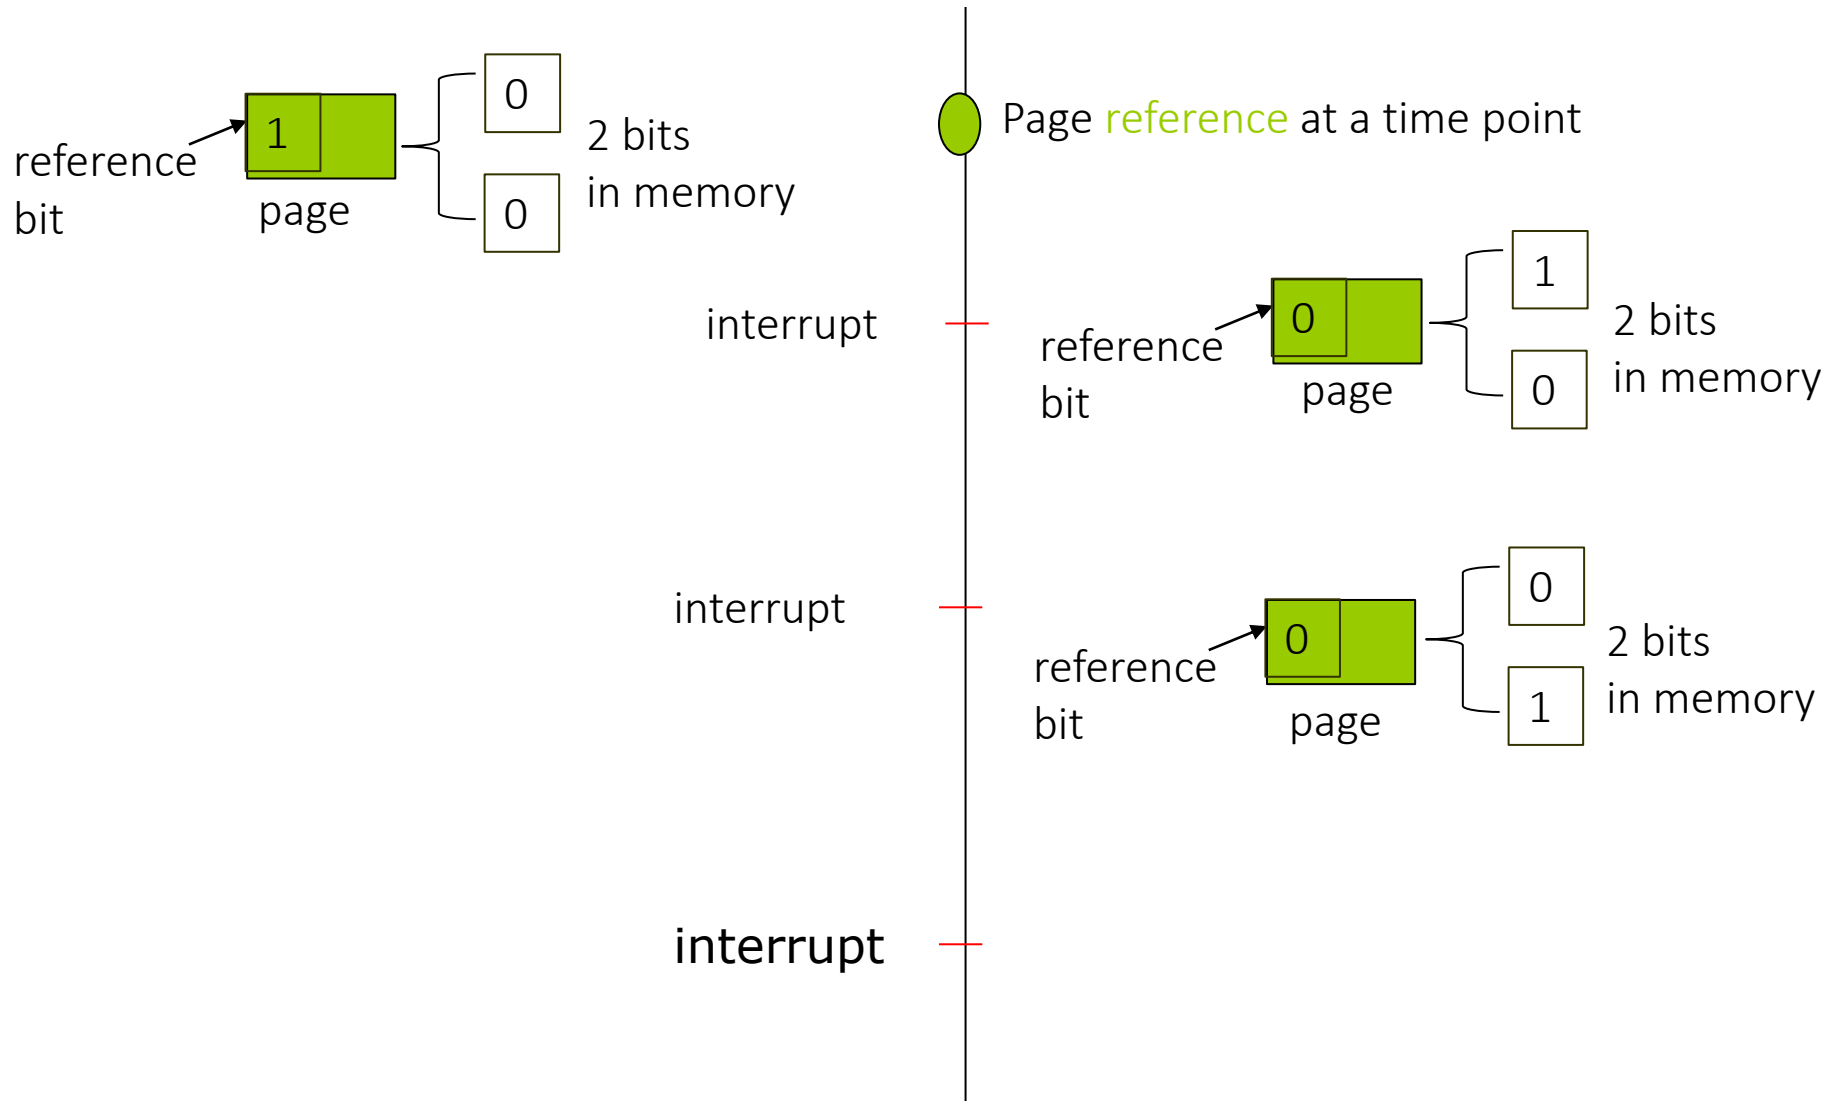 0
1
2 bits
reference
bit
page
in memory
0
Page reference at a time point
interrupt
1
0
2 bits
reference
bit
page
in memory
0
interrupt
0
0
2 bits
reference
bit
page
in memory
1
interrupt